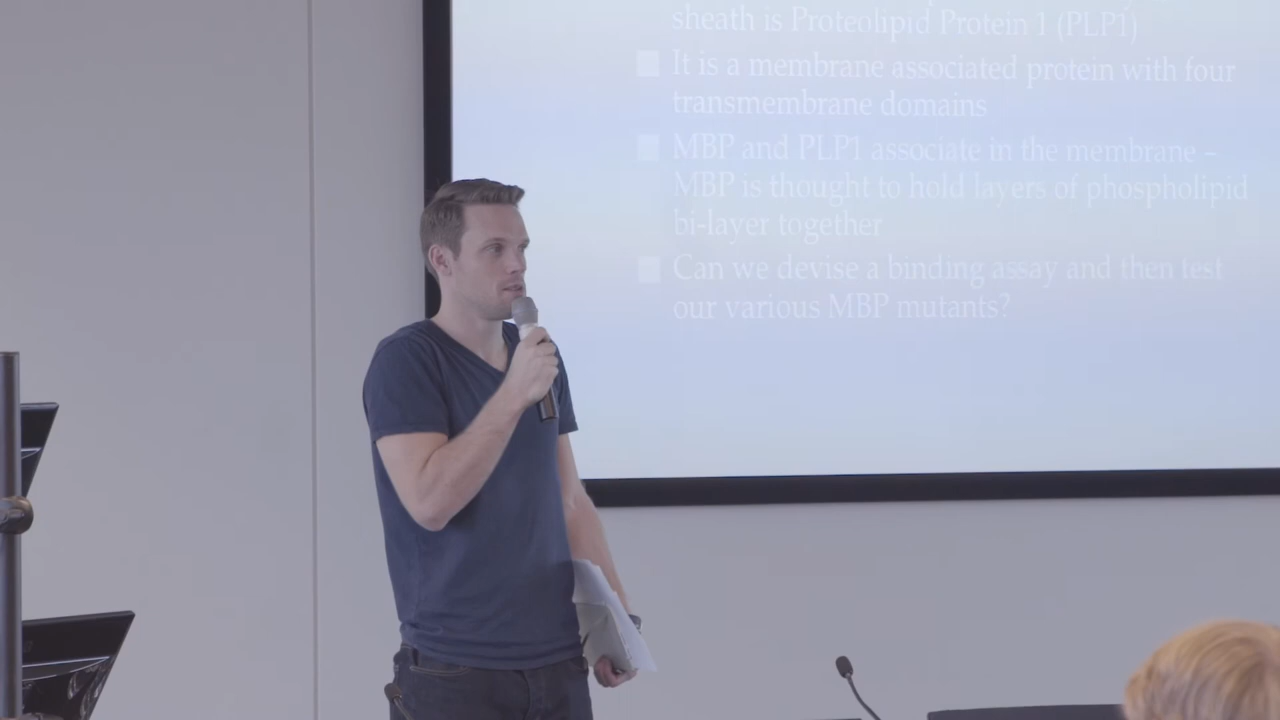 sheath is Proteolipid Protein 1 (PLP1)
It is a membrane associated protein with four
transmembrane domains
MBP and PLP1 associate in the membrane –
MBP is thought to hold layers of phospholipid
bi-layer together
Can we devise a binding assay and then test
our various MBP mutants?